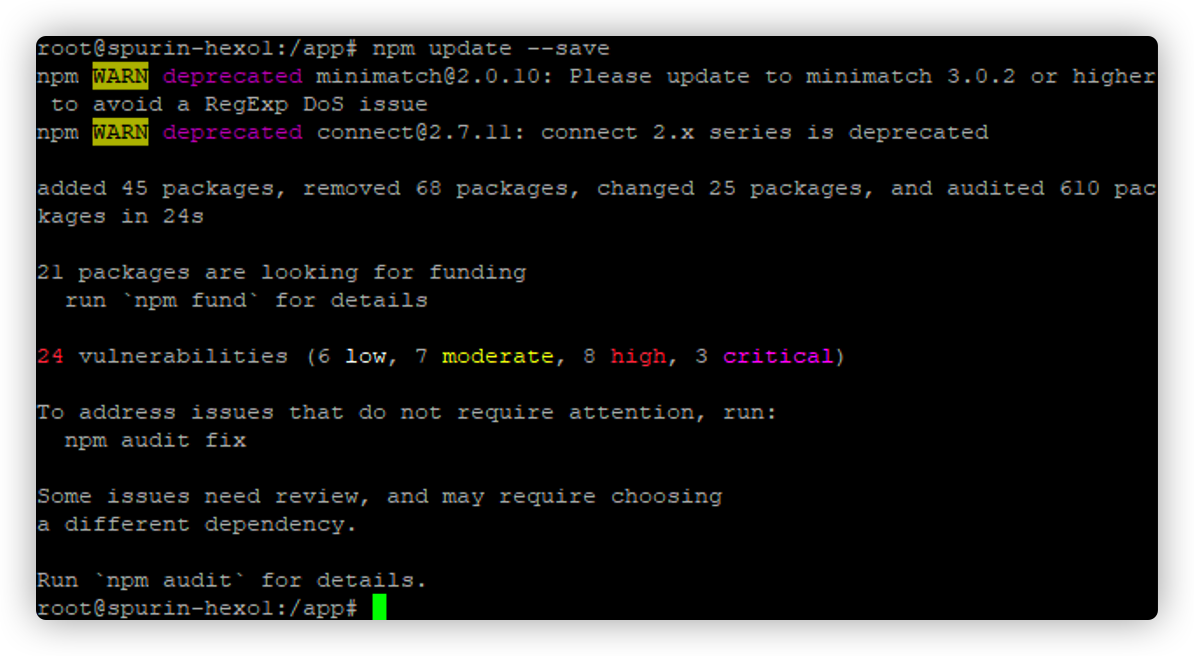 root@spurin-hexo1:/app# npm update --save
npm WARN deprecated minimatch@2.0.10: Please update to minimatch 3.0.2 or higher
 to avoid a RegExp DoS issue
npm WARN deprecated connect@2.7.11: connect 2.x series is deprecated

added 45 packages, removed 68 packages, changed 25 packages, and audited 610 pac
kages in 24s

21 packages are looking for funding
  run `npm fund` for details

24 vulnerabilities (6 low, 7 moderate, 8 high, 3 critical)

To address issues that do not require attention, run:
  npm audit fix

Some issues need review, and may require choosing
a different dependency.

Run `npm audit` for details.
root@spurin-hexo1:/app#